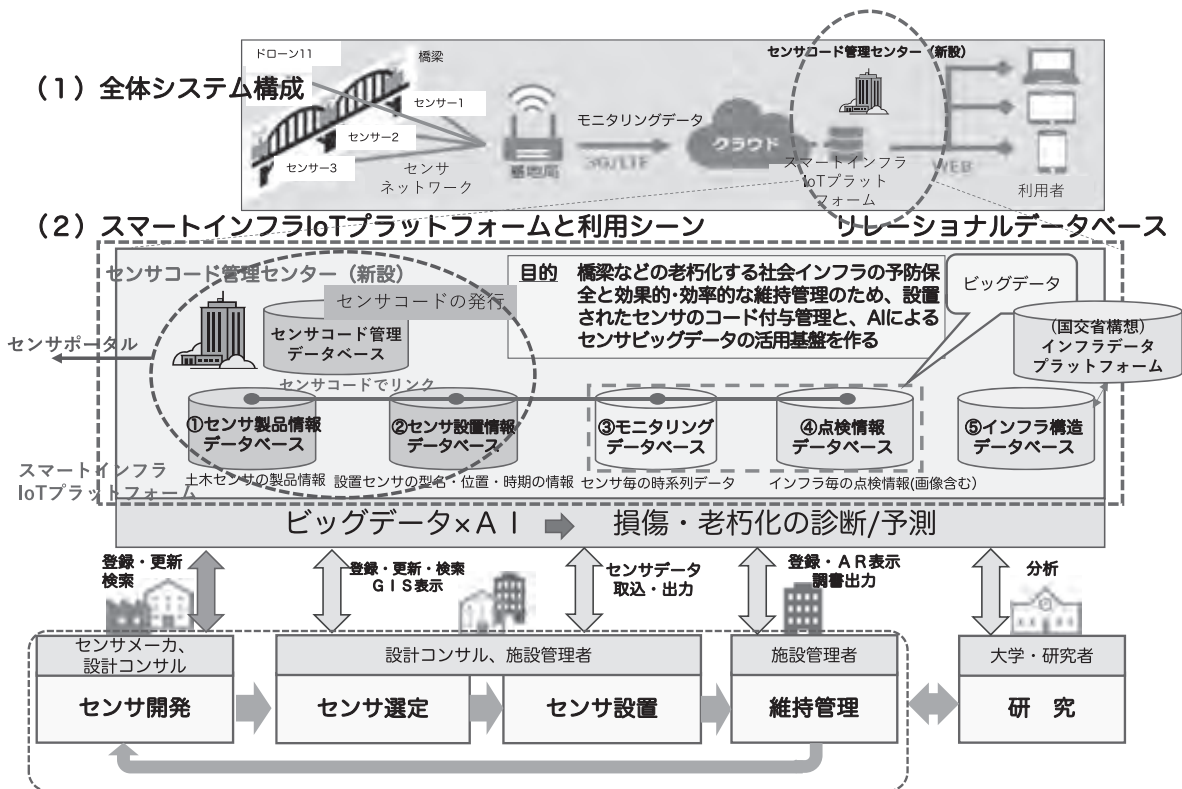 ドローン11
橋梁
センサコード管理センター（新設）
（１）全体システム構成
センサー1
センサー2
センサー3
センサ
ネットワーク
基地局
モニタリングデータ
3G/LTE
クラウド
スマートインフラ
IoTプラット
フォーム
WEB
利用者
（２）スマートインフラIoTプラットフォームと利用シーン
リレーショナルデータベース
センサコード管理センター（新設）
センサコードの発行
センサコード管理
データベース
目的 橋梁などの老朽化する社会インフラの予防保
全と効果的・効率的な維持管理のため、設置
されたセンサのコード付与管理と、AIによる
センサビッグデータの活用基盤を作る
ビッグデータ
(国交省構想)
インフラデータ
プラットフォーム
センサポータル
センサコードでリンク
①センサ製品情報
データベース
②センサ設置情報
データベース
③モニタリング
データベース
④点検情報
データベース
⑤インフラ構造
データベース
スマートインフラ
IoTプラットフォーム
土木センサの製品情報
設置センサの型名・位置・時期の情報
センサ毎の時系列データ
インフラ毎の点検情報(画像含む)
ビッグデータ×ＡＩ
損傷・老朽化の診断/予測
登録・更新
検索
登録・更新・検索
ＧＩＳ表示
センサデータ
取込・出力
登録・ＡＲ表示
調書出力
分析
センサメーカ、
設計コンサル
設計コンサル、施設管理者
施設管理者
大学・研究者
センサ開発
センサ選定
センサ設置
維持管理
研　究